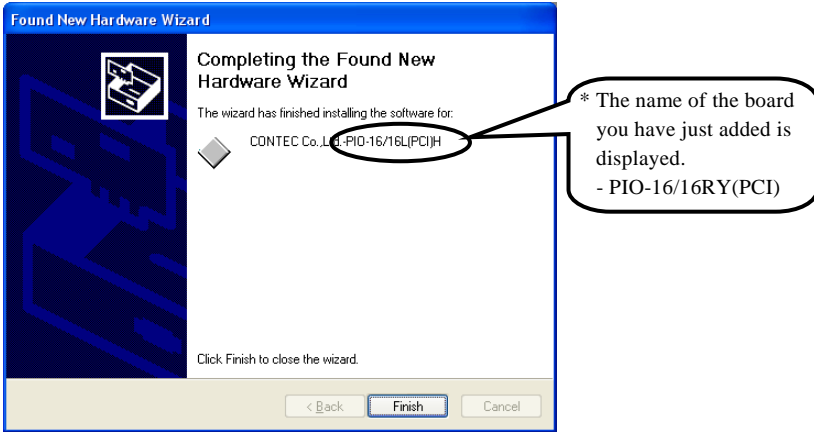 Found New Hardware Wizard
Completing the Found New
Hardware Wizard
The wizard has finished installing the software for:
CONTEC Co.,Ltd.-PIO-16/16L(PCI)H
Click Finish to close the wizard.
< Back
Finish
Cancel
* The name of the board
you have just added is
displayed.
- PIO-16/16RY(PCI)